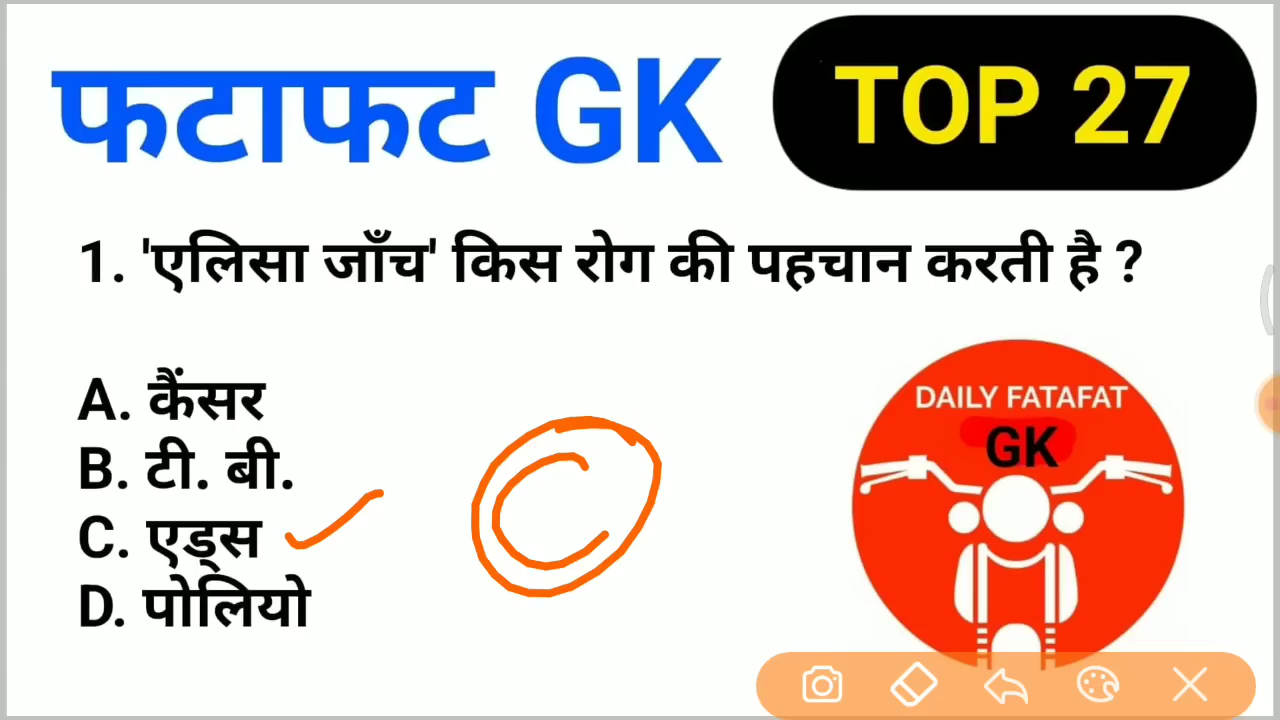 फटाफट GK
TOP 27
1. 'एलिसा जाँच' किस रोग की पहचान करती है ?
A. कैंसर
B. टी. बी.
C. एड्स
D. पोलियो
C
DAILY FATAFAT
GK